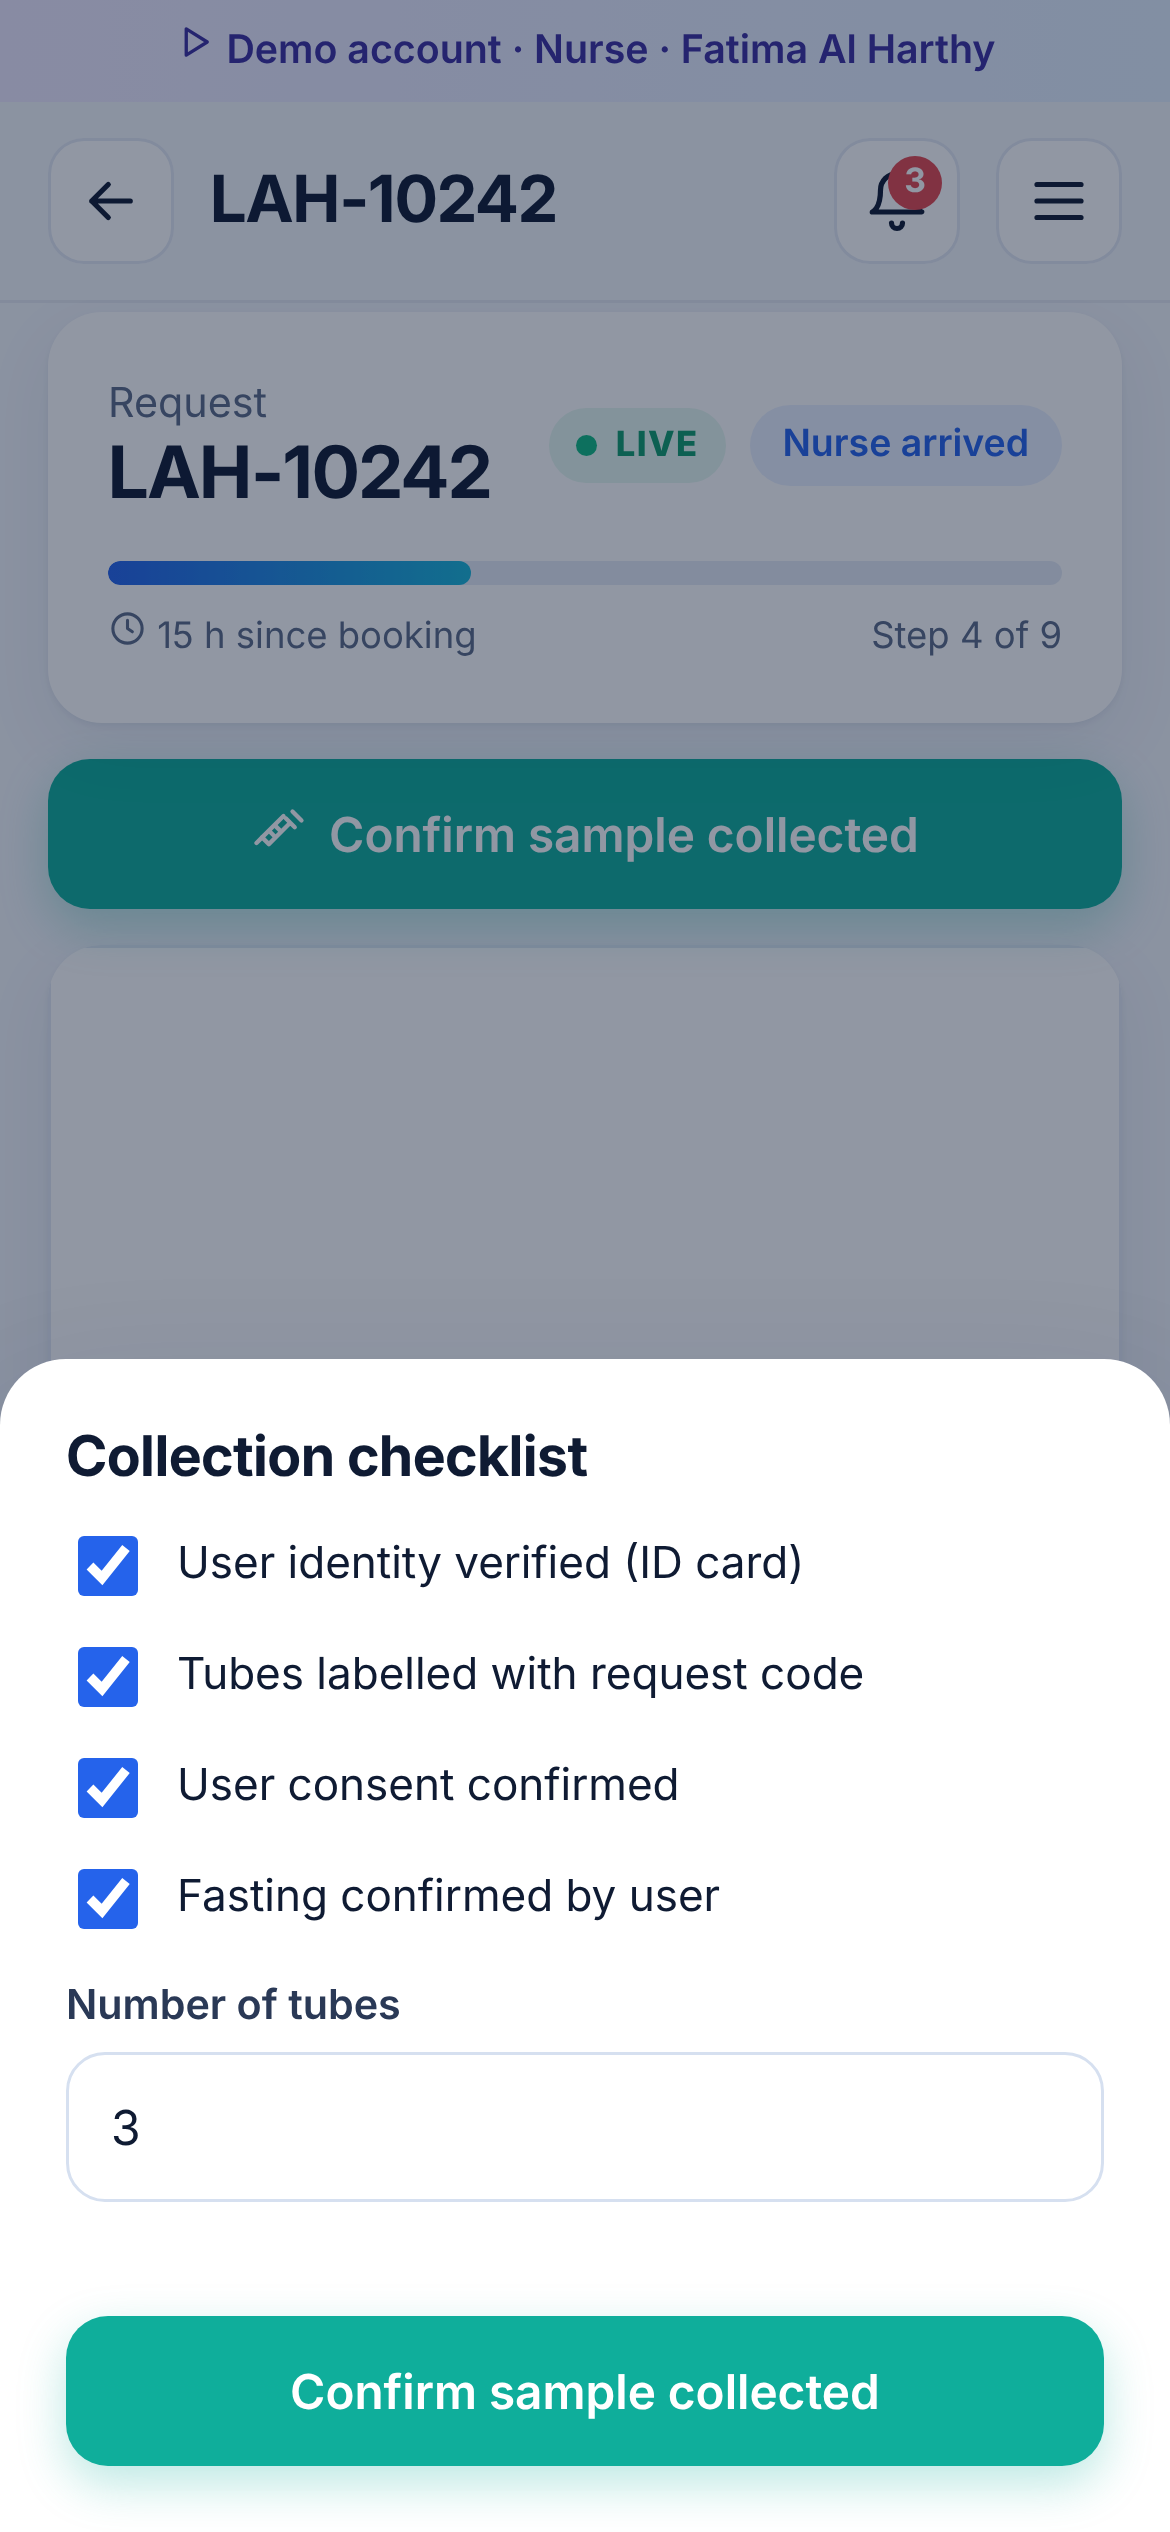 Demo account · Nurse · Fatima Al Harthy
LAH-10242
3
Request
LAH-10242
LIVE
Nurse arrived
15 h since booking
Step 4 of 9
Confirm sample collected
Collection checklist
User identity verified (ID card)
Tubes labelled with request code
User consent confirmed
Fasting confirmed by user
Number of tubes
3
Confirm sample collected